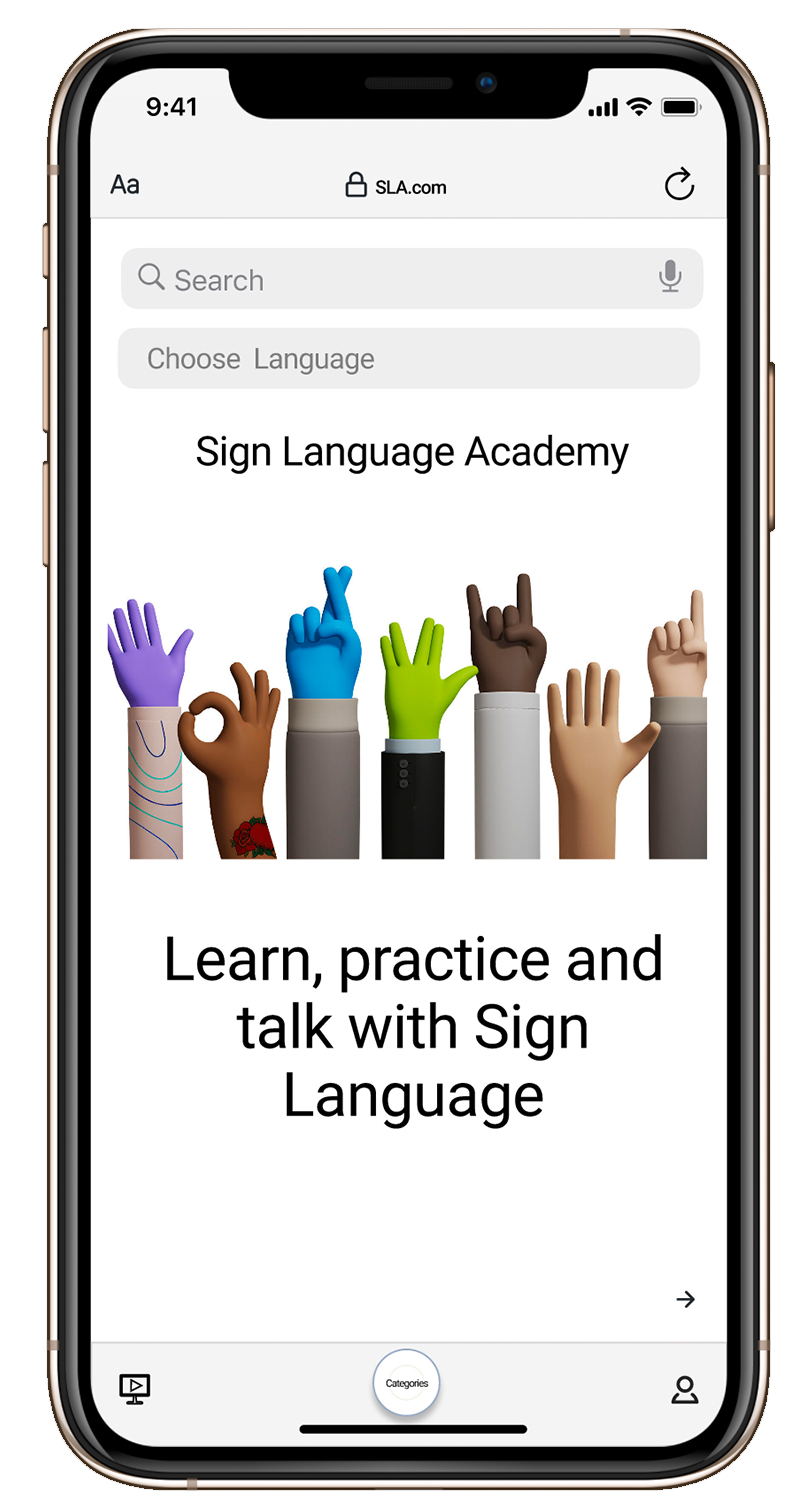 9:41
Aa
SLA.com
Search
Choose Language
Sign Language Academy
Learn, practice and
talk with Sign
Language
Categories